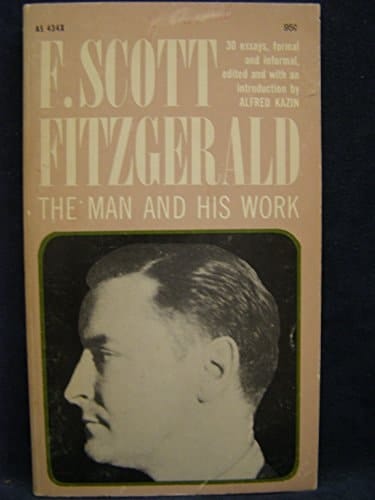 AS 434X
95¢
F. SCOTT
30 essays, formal
and informal,
edited and with an
introduction by
ALFRED KAZIN
FITZGERALD
THE MAN AND HIS WORK